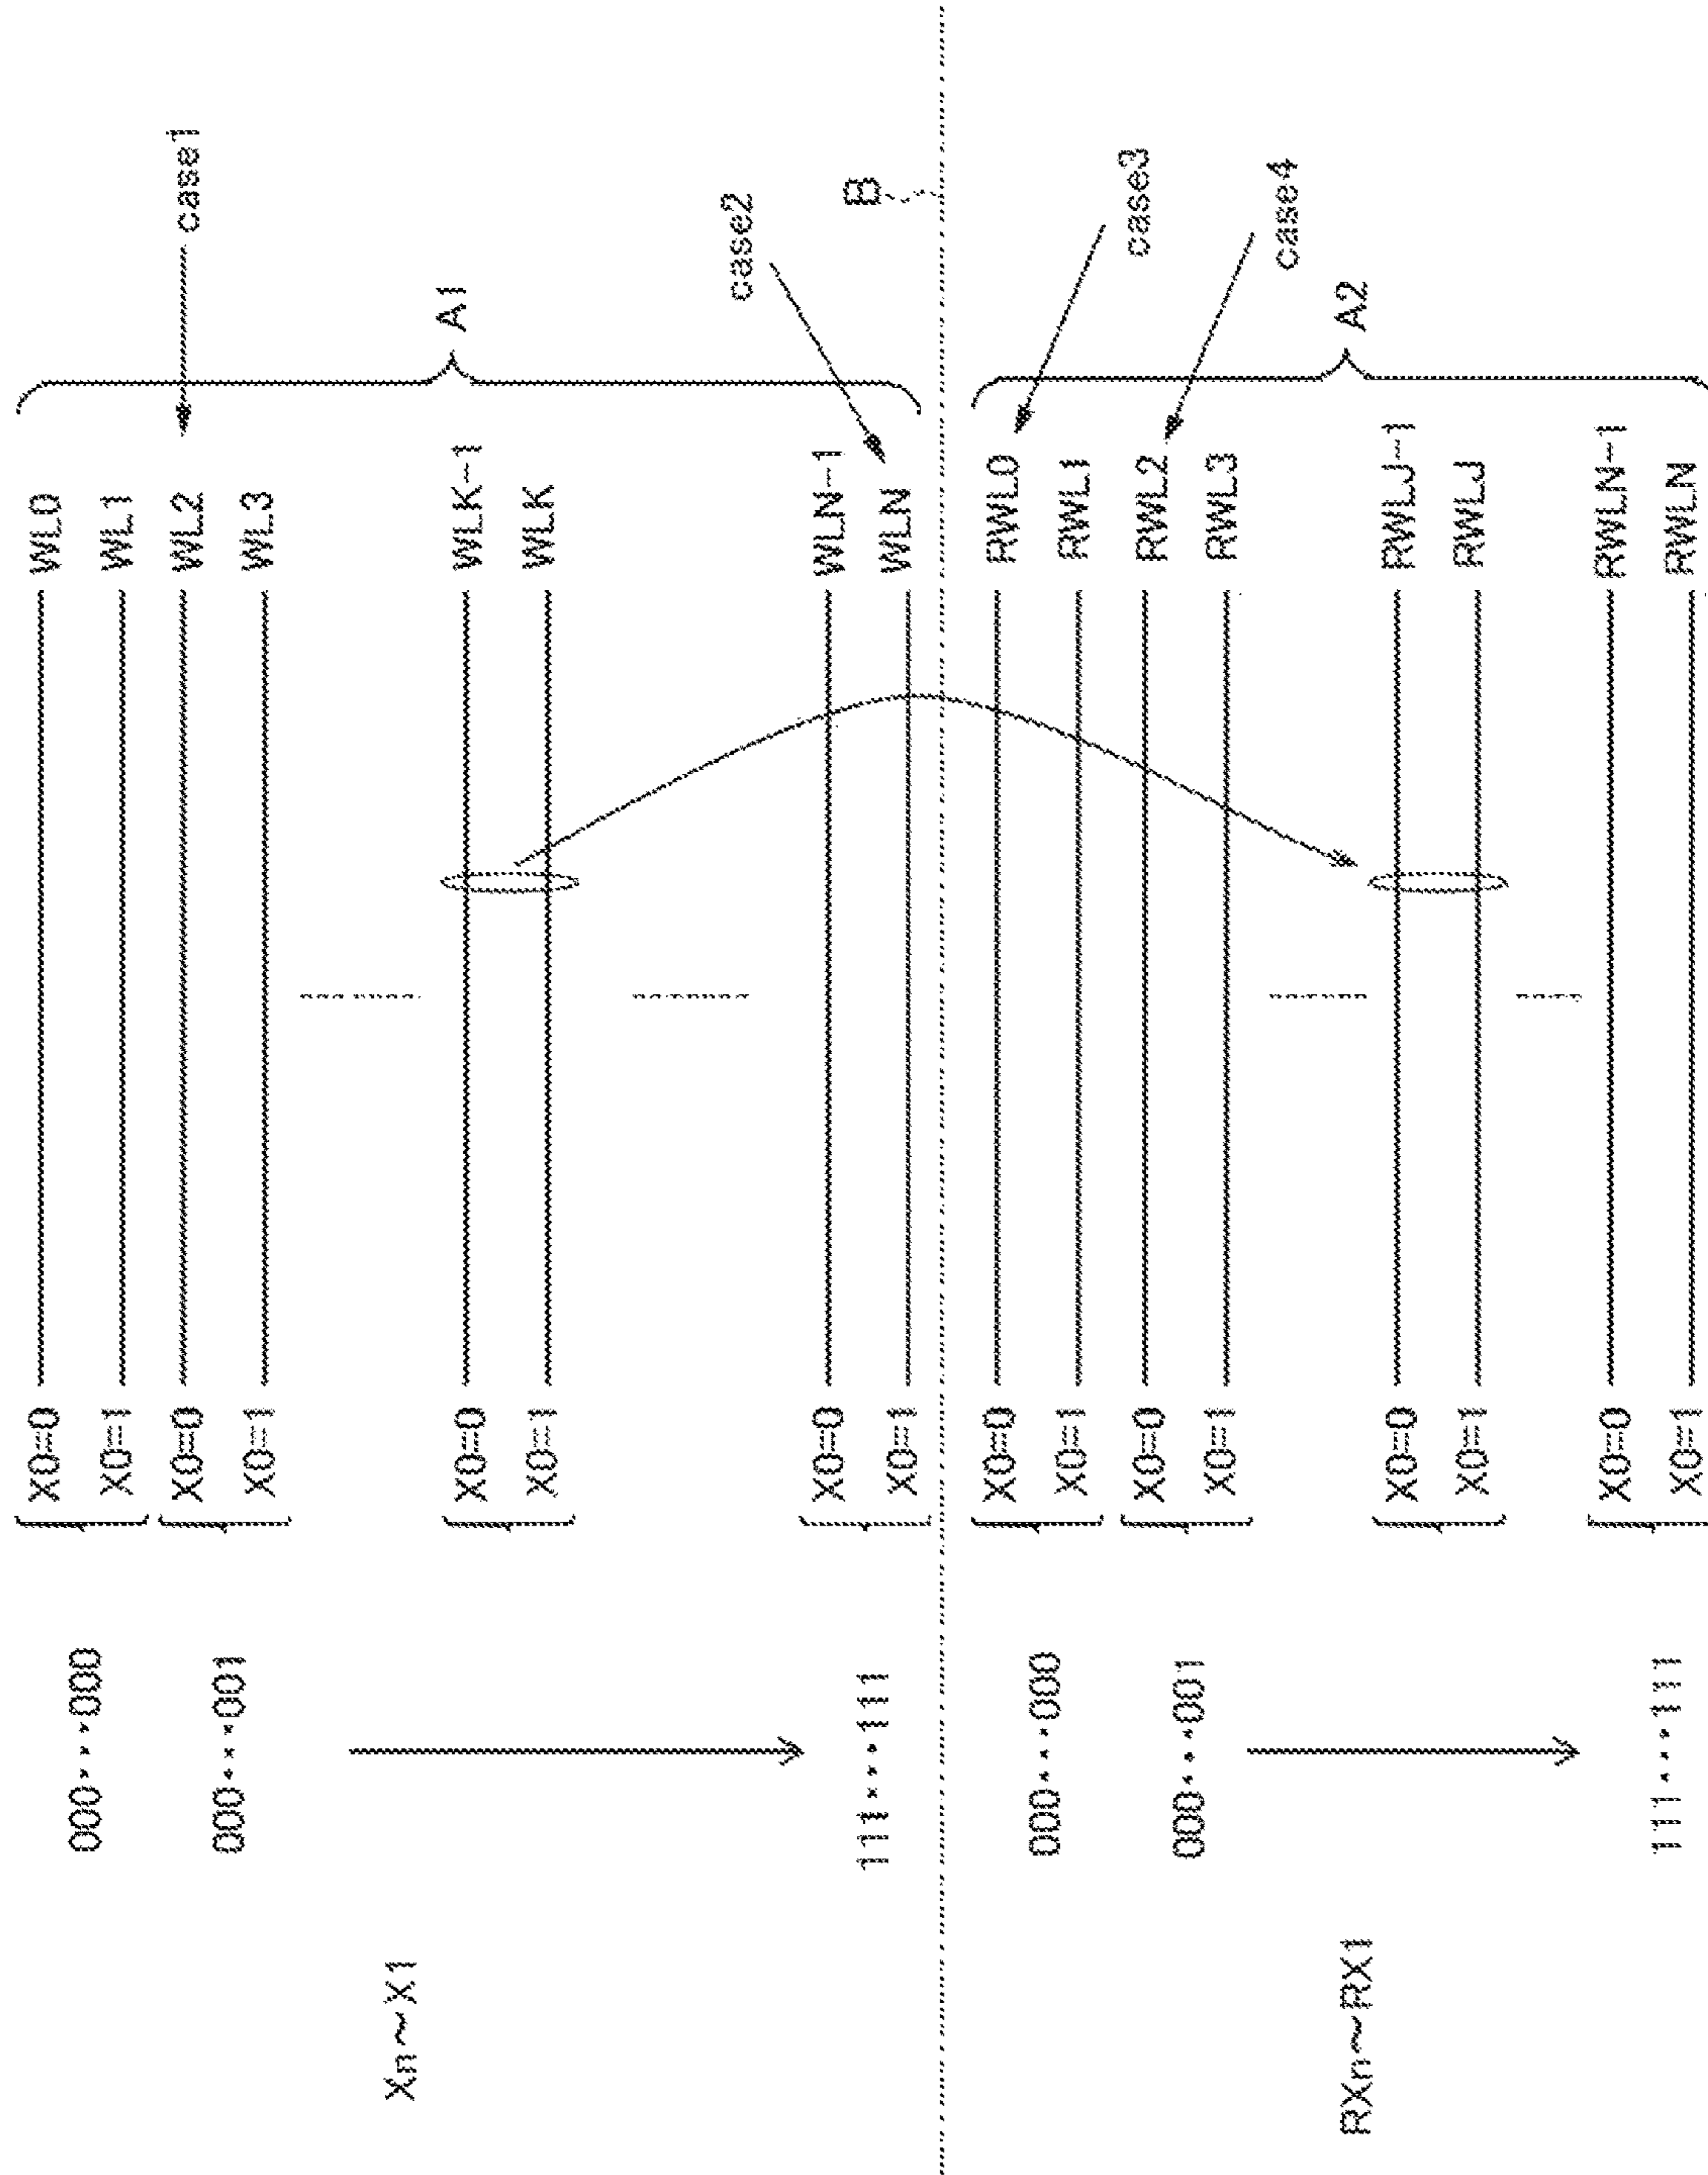 Xn~X1
000···000
X0=0 WL0
X0=1 WL1
000···001
X0=0 WL2
X0=1 WL3
case1
X0=0 WLK-1
X0=1 WLK
A1
111···111
X0=0 WLN-1
X0=1 WLN
case2
B
RXn~RX1
000···000
X0=0 RWL0
X0=1 RWL1
case3
000···001
X0=0 RWL2
X0=1 RWL3
case4
X0=0 RWLJ-1
X0=1 RWLJ
A2
111···111
X0=0 RWLN-1
X0=1 RWLN